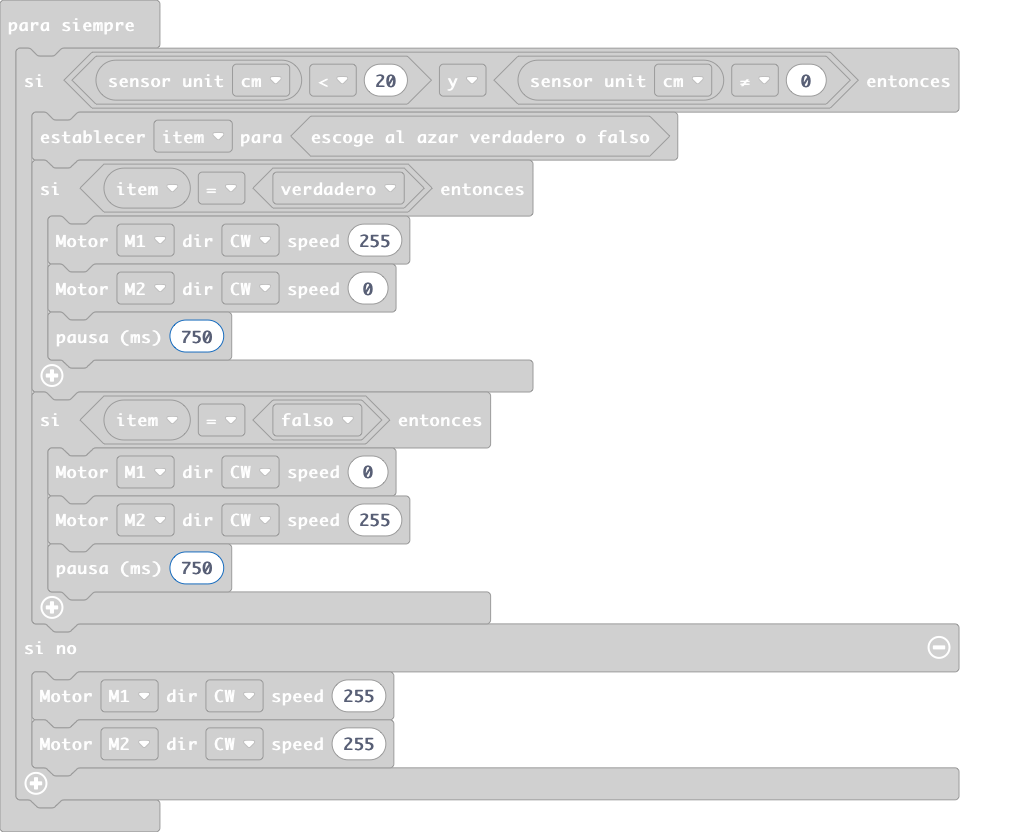 para siempre
si sensor unit cm < 20 y sensor unit cm ≠ 0 entonces
establecer item para escoge al azar verdadero o falso
si item = verdadero entonces
Motor M1 dir CW speed 255
Motor M2 dir CW speed 0
pausa (ms) 750
si item = falso entonces
Motor M1 dir CW speed 0
Motor M2 dir CW speed 255
pausa (ms) 750
si no
Motor M1 dir CW speed 255
Motor M2 dir CW speed 255